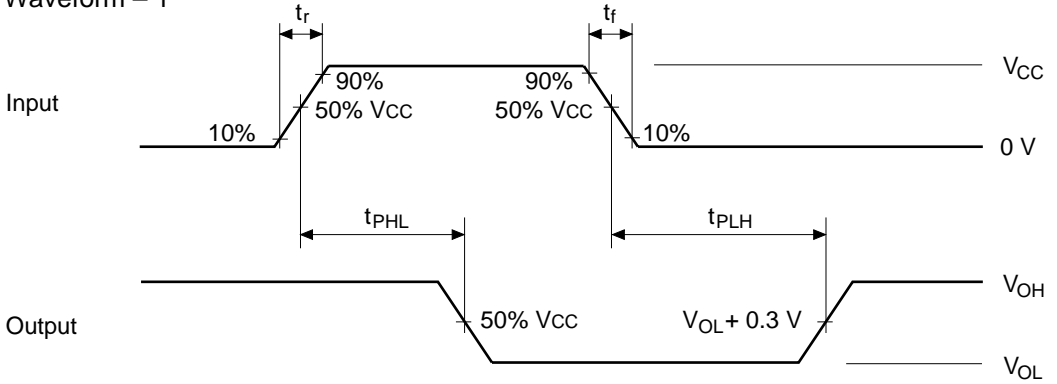 Waveform – 1
tr
tf
90%
90%
VCC
Input
50% VCC
50% VCC
10%
10%
0 V
tPHL
tPLH
VOH
Output
50% VCC
VOL + 0.3 V
VOL